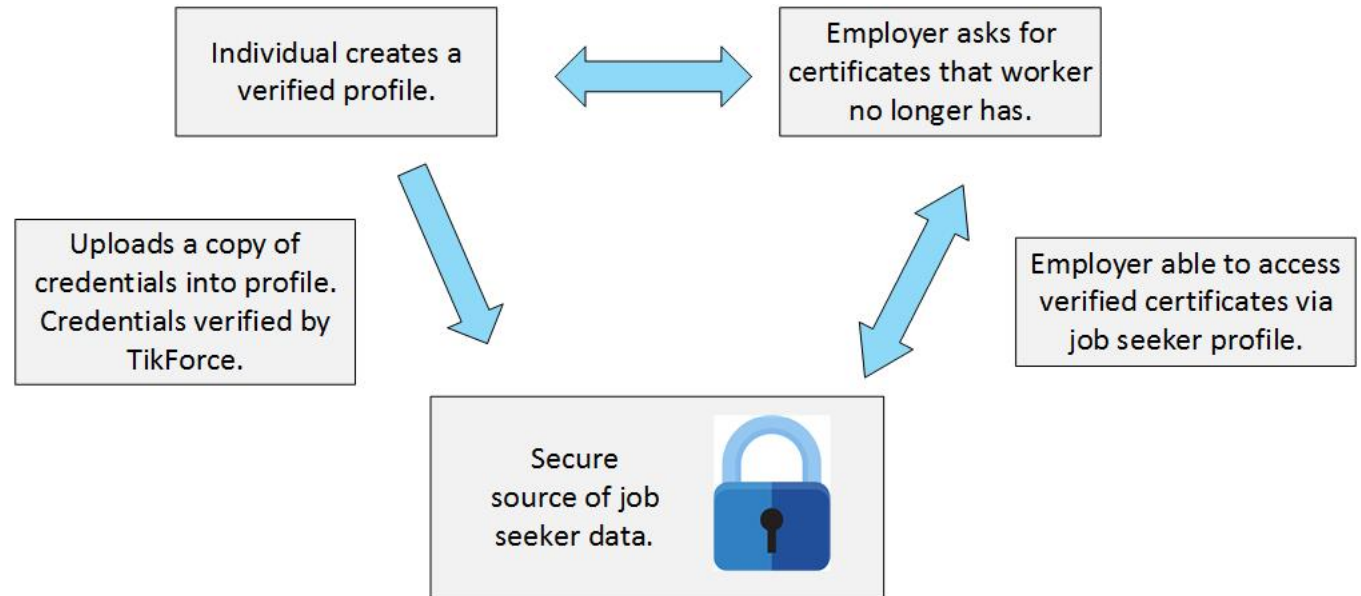 Individual creates a
verified profile.
Employer asks for
certificates that worker
no longer has.
Uploads a copy of
credentials into profile.
Credentials verified by
TikForce.
Employer able to access
verified certificates via
job seeker profile.
Secure
source of job
seeker data.